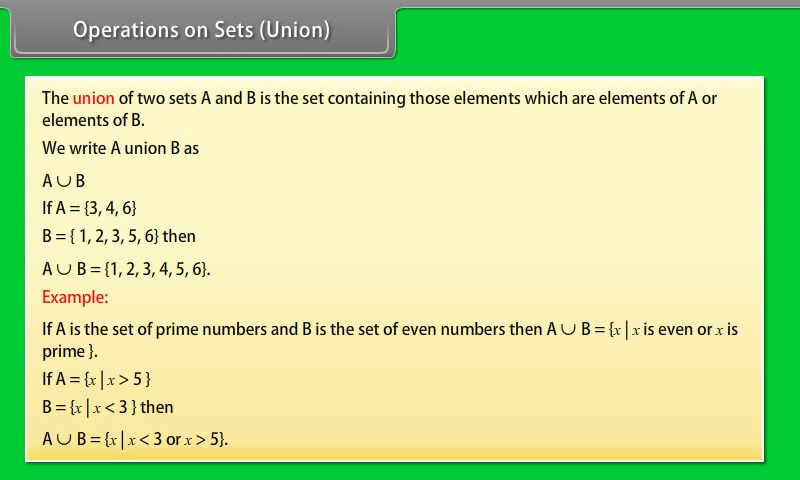 Operations on Sets (Union)
The union of two sets A and B is the set containing those elements which are elements of A or
elements of B.
We write A union B as
A ∪ B
If A = {3, 4, 6}
B = { 1, 2, 3, 5, 6} then
A ∪ B = {1, 2, 3, 4, 5, 6}.
Example:
If A is the set of prime numbers and B is the set of even numbers then A ∪ B = {x | x is even or x is
prime }.
If A = {x | x > 5 }
B = {x | x < 3 } then
A ∪ B = {x | x < 3 or x > 5}.